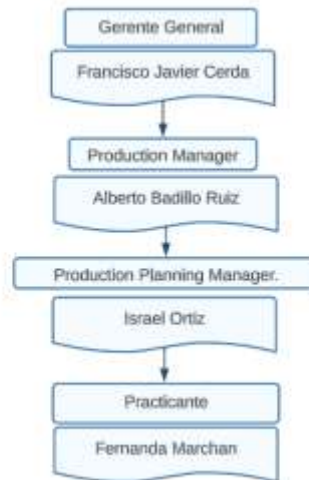 Gerente General
Francisco Javier Cerda
Production Manager
Alberto Badillo Ruiz
Production Planning Manager.
Israel Ortiz
Practicante
Fernanda Marchan